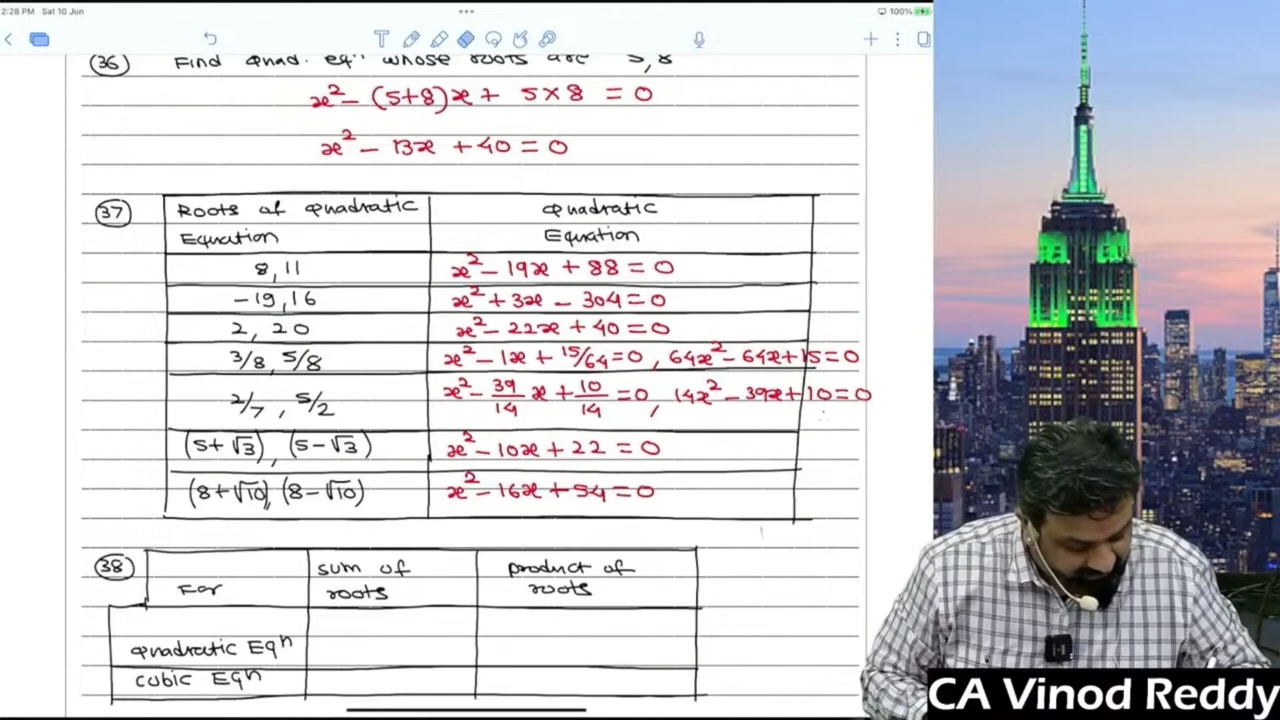 2:28 PM Sat 10 Jun
100%
T
(36) Find Quad. eqⁿ whose roots are 5,8
x² - (5+8)x + 5×8 = 0
x² - 13x + 40 = 0
(37) Roots of Quadratic Equation | Quadratic Equation
8, 11 | x² - 19x + 88 = 0
-19, 16 | x² + 3x - 304 = 0
2, 20 | x² - 22x + 40 = 0
3/8, 5/8 | x² - 1x + 15/64 = 0, 64x² - 64x + 15 = 0
2/7, 5/2 | x² - 39/14 x + 10/14 = 0, 14x² - 39x + 10 = 0
(5+√3), (5-√3) | x² - 10x + 22 = 0
(8+√10), (8-√10) | x² - 16x + 54 = 0
(38) For | sum of roots | product of roots
Quadratic Eqⁿ
Cubic Eqⁿ
CA Vinod Reddy